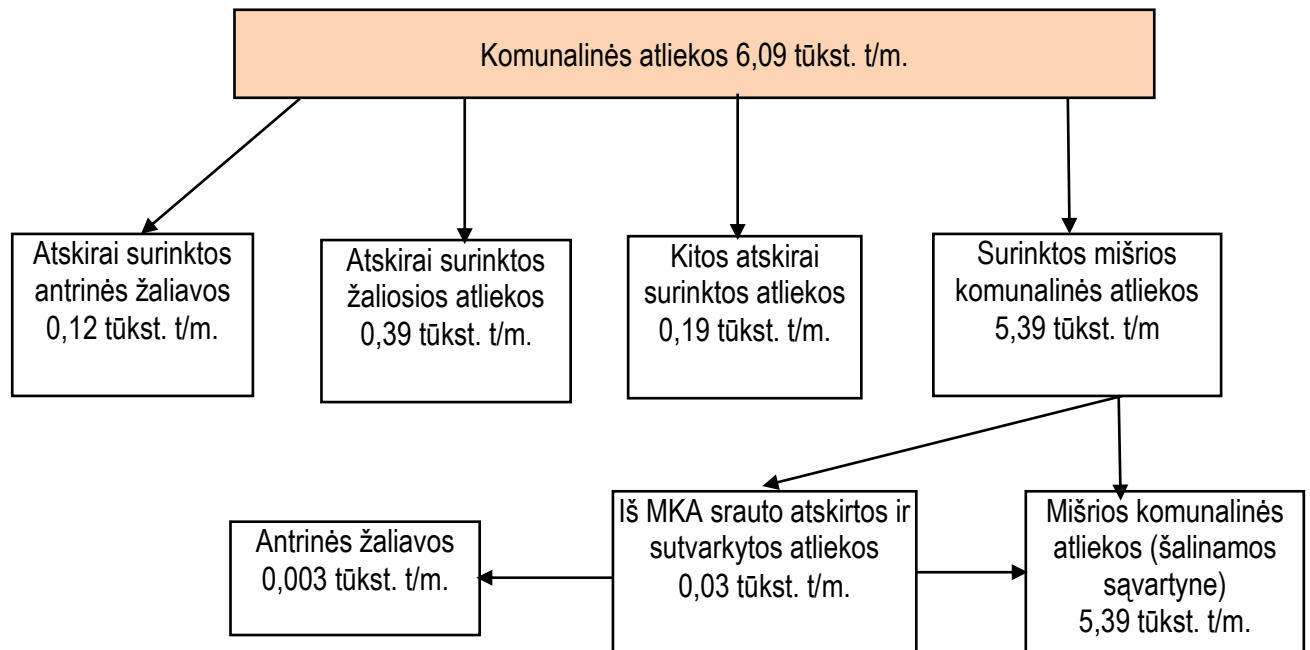 Komunalinės atliekos 6,09 tūkst. t/m.
Atskirai surinktos
antrinės žaliavos
0,12 tūkst. t/m.
Atskirai surinktos
žaliosios atliekos
0,39 tūkst. t/m.
Kitos atskirai
surinktos atliekos
0,19 tūkst. t/m.
Surinktos mišrios
komunalinės atliekos
5,39 tūkst. t/m
Antrinės žaliavos
0,003 tūkst. t/m.
Iš MKA srauto atskirtos ir
sutvarkytos atliekos
0,03 tūkst. t/m.
Mišrios komunalinės
atliekos (šalinamos
sąvartyne)
5,39 tūkst. t/m.